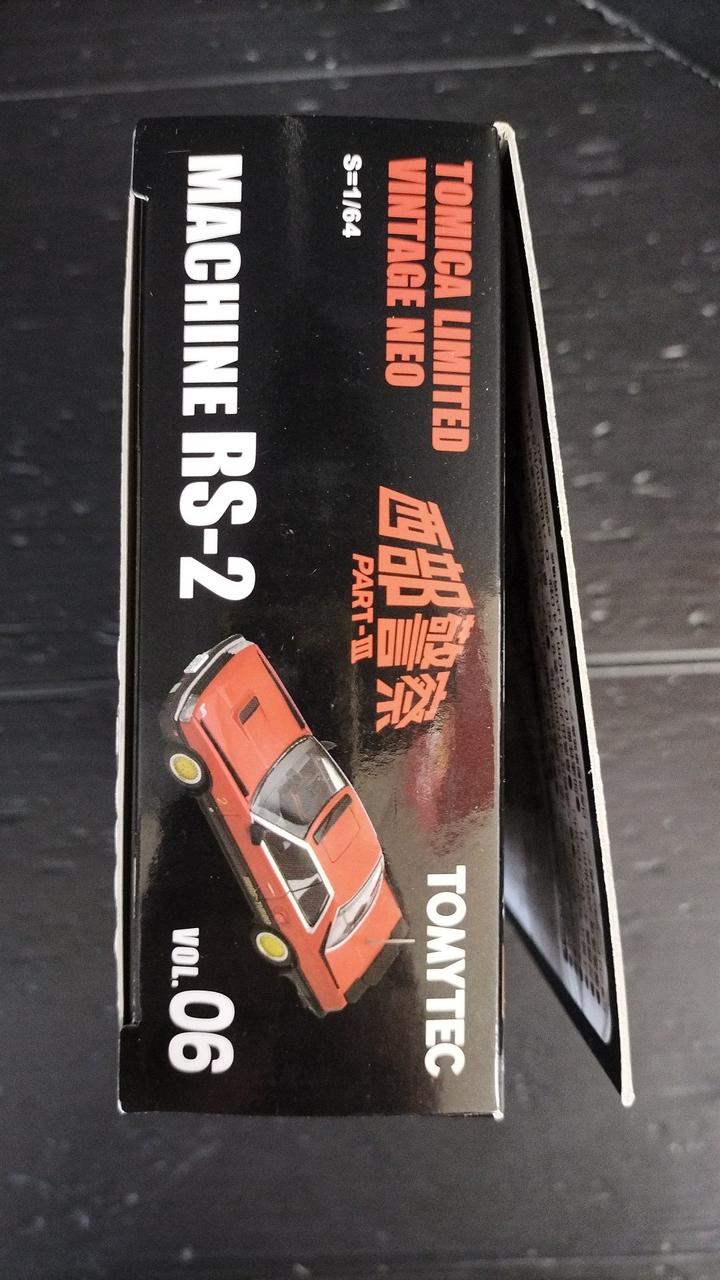 TOMICA LIMITED
VINTAGE NEO
S=1/64
西部警察
PART-Ⅲ
TOMYTEC
MACHINE RS-2
VOL.06